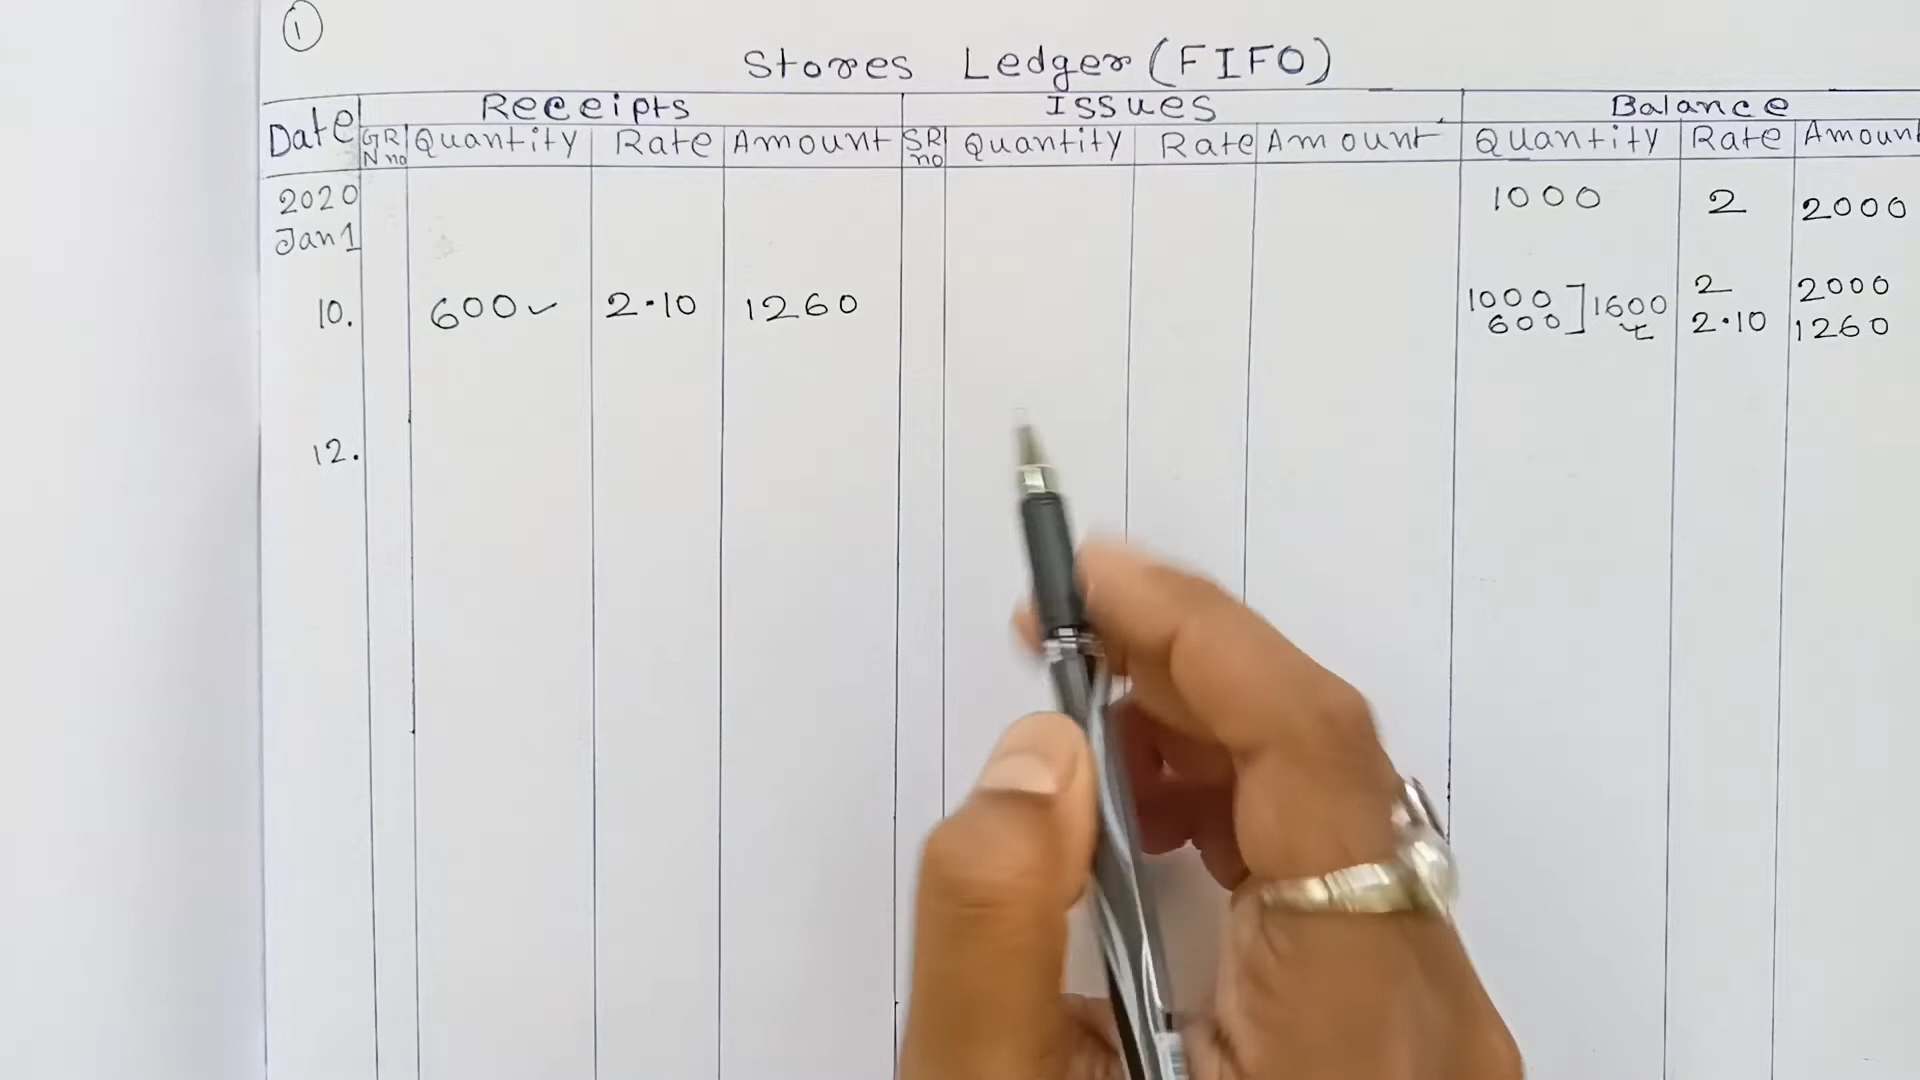 1
Stores Ledger (FIFO)
Date Receipts Issues Balance
GR N no Quantity Rate Amount SR no Quantity Rate Amount Quantity Rate Amount
2020 1000 2 2000
Jan 1
10. 600 2.10 1260 1000 ] 1600 2 2000
600 2.10 1260
12.